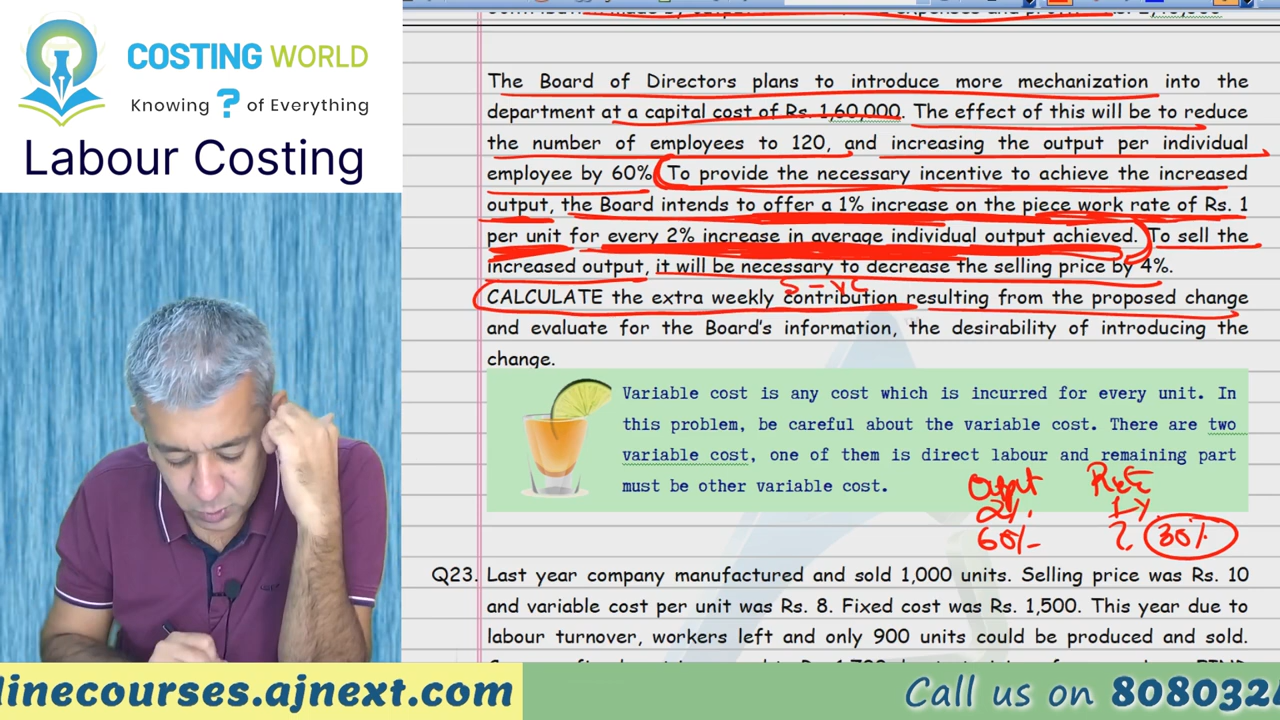 COSTING WORLD
Knowing ? of Everything
Labour Costing
The Board of Directors plans to introduce more mechanization into the
department at a capital cost of Rs. 1,60,000. The effect of this will be to reduce
the number of employees to 120, and increasing the output per individual
employee by 60%. To provide the necessary incentive to achieve the increased
output, the Board intends to offer a 1% increase on the piece work rate of Rs. 1
per unit for every 2% increase in average individual output achieved. To sell the
increased output, it will be necessary to decrease the selling price by 4%.
S - VC
CALCULATE the extra weekly contribution resulting from the proposed change
and evaluate for the Board's information, the desirability of introducing the
change.
Variable cost is any cost which is incurred for every unit. In
this problem, be careful about the variable cost. There are two
variable cost, one of them is direct labour and remaining part
must be other variable cost.
Output Rate
2% 1%
60% ? 30%
Q23. Last year company manufactured and sold 1,000 units. Selling price was Rs. 10
and variable cost per unit was Rs. 8. Fixed cost was Rs. 1,500. This year due to
labour turnover, workers left and only 900 units could be produced and sold.
linecourses.ajnext.com
Call us on 808032